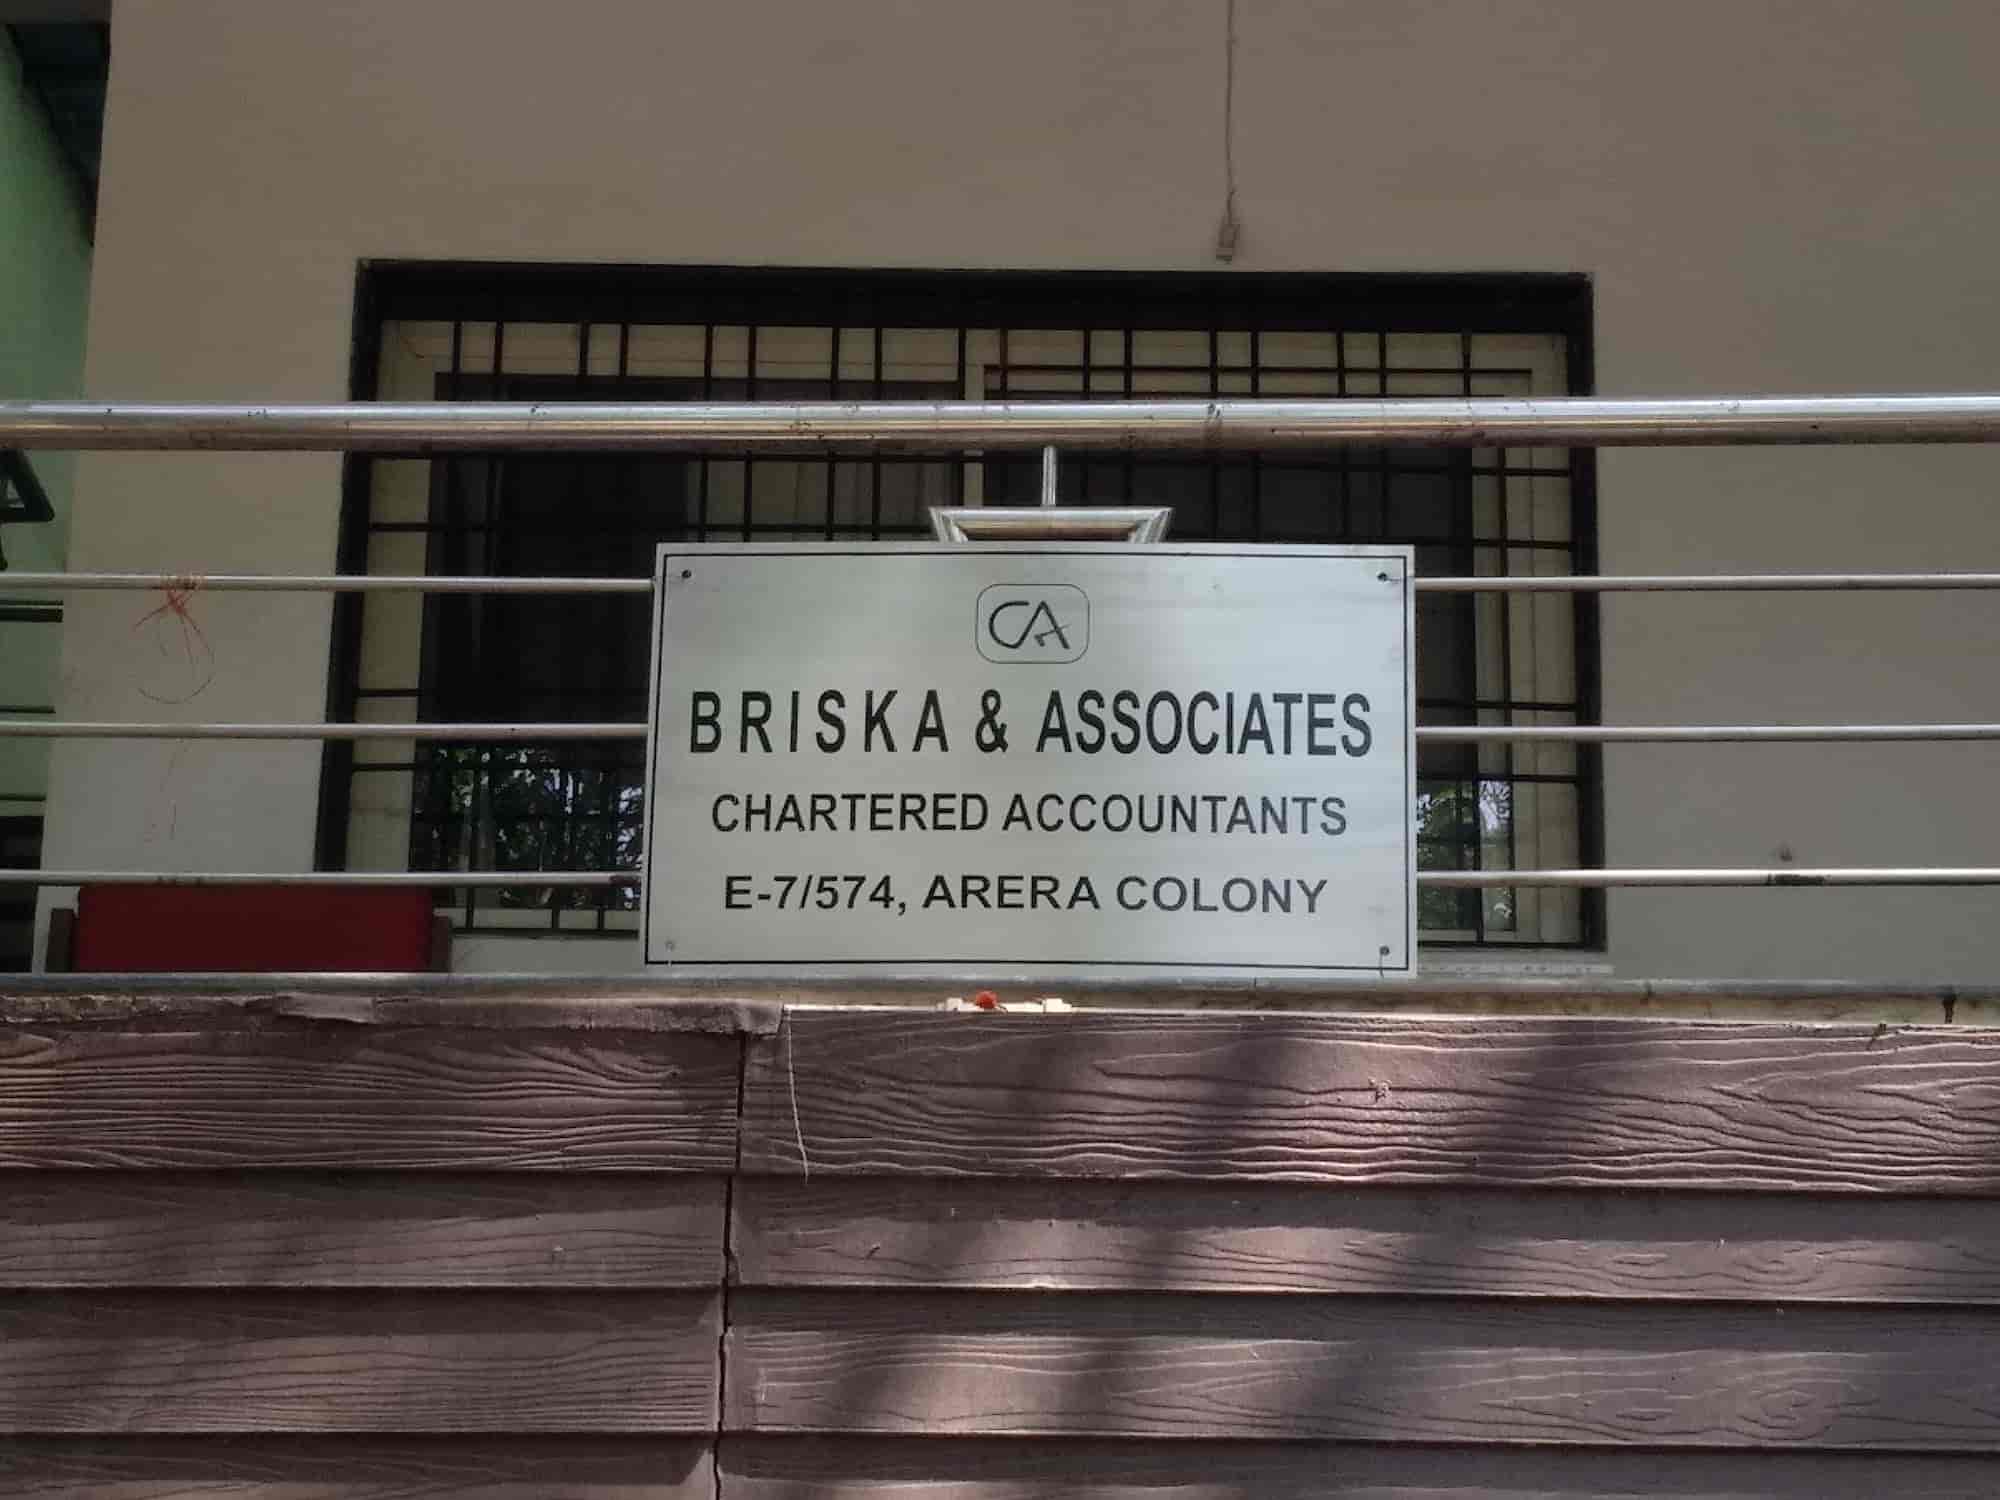 CA
BRISKA & ASSOCIATES
CHARTERED ACCOUNTANTS
E-7/574, ARERA COLONY